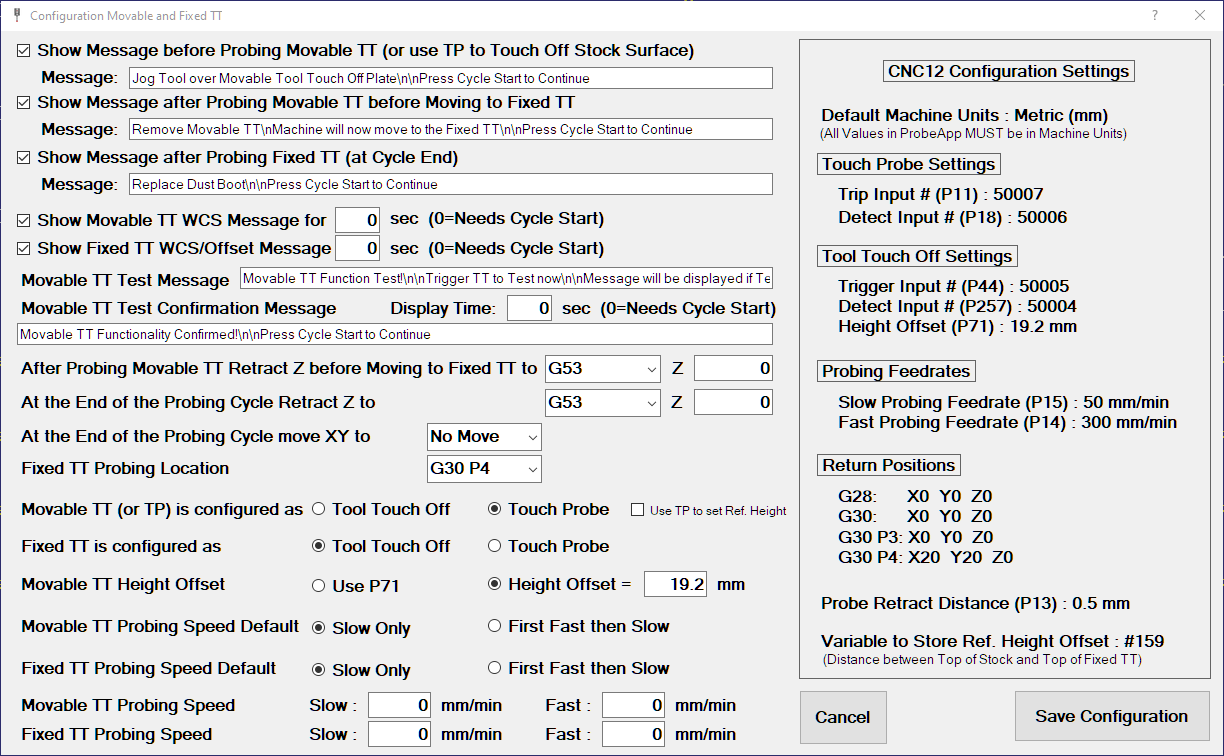 Configuration Movable and Fixed TT
?
Show Message before Probing Movable TT (or use TP to Touch Off Stock Surface)
Message: Jog Tool over Movable Tool Touch Off Plate\n\nPress Cycle Start to Continue
Show Message after Probing Movable TT before Moving to Fixed TT
Message: Remove Movable TT\nMachine will now move to the Fixed TT\n\nPress Cycle Start to Continue
Show Message after Probing Fixed TT (at Cycle End)
Message: Replace Dust Boot\n\nPress Cycle Start to Continue
Show Movable TT WCS Message for 0 sec (0=Needs Cycle Start)
Show Fixed TT WCS/Offset Message 0 sec (0=Needs Cycle Start)
Movable TT Test Message Movable TT Function Test!\n\nTrigger TT to Test now\n\nMessage will be displayed if Te
Movable TT Test Confirmation Message Display Time: 0 sec (0=Needs Cycle Start)
Movable TT Functionality Confirmed!\n\nPress Cycle Start to Continue
After Probing Movable TT Retract Z before Moving to Fixed TT to G53 Z 0
At the End of the Probing Cycle Retract Z to G53 Z 0
At the End of the Probing Cycle move XY to No Move
Fixed TT Probing Location G30 P4
Movable TT (or TP) is configured as Tool Touch Off Touch Probe Use TP to set Ref. Height
Fixed TT is configured as Tool Touch Off Touch Probe
Movable TT Height Offset Use P71 Height Offset = 19.2 mm
Movable TT Probing Speed Default Slow Only First Fast then Slow
Fixed TT Probing Speed Default Slow Only First Fast then Slow
Movable TT Probing Speed Slow : 0 mm/min Fast : 0 mm/min
Fixed TT Probing Speed Slow : 0 mm/min Fast : 0 mm/min
CNC12 Configuration Settings
Default Machine Units : Metric (mm)
(All Values in ProbeApp MUST be in Machine Units)
Touch Probe Settings
Trip Input # (P11) : 50007
Detect Input # (P18) : 50006
Tool Touch Off Settings
Trigger Input # (P44) : 50005
Detect Input # (P257) : 50004
Height Offset (P71) : 19.2 mm
Probing Feedrates
Slow Probing Feedrate (P15) : 50 mm/min
Fast Probing Feedrate (P14) : 300 mm/min
Return Positions
G28: X0 Y0 Z0
G30: X0 Y0 Z0
G30 P3: X0 Y0 Z0
G30 P4: X20 Y20 Z0
Probe Retract Distance (P13) : 0.5 mm
Variable to Store Ref. Height Offset : #159
(Distance between Top of Stock and Top of Fixed TT)
Cancel
Save Configuration